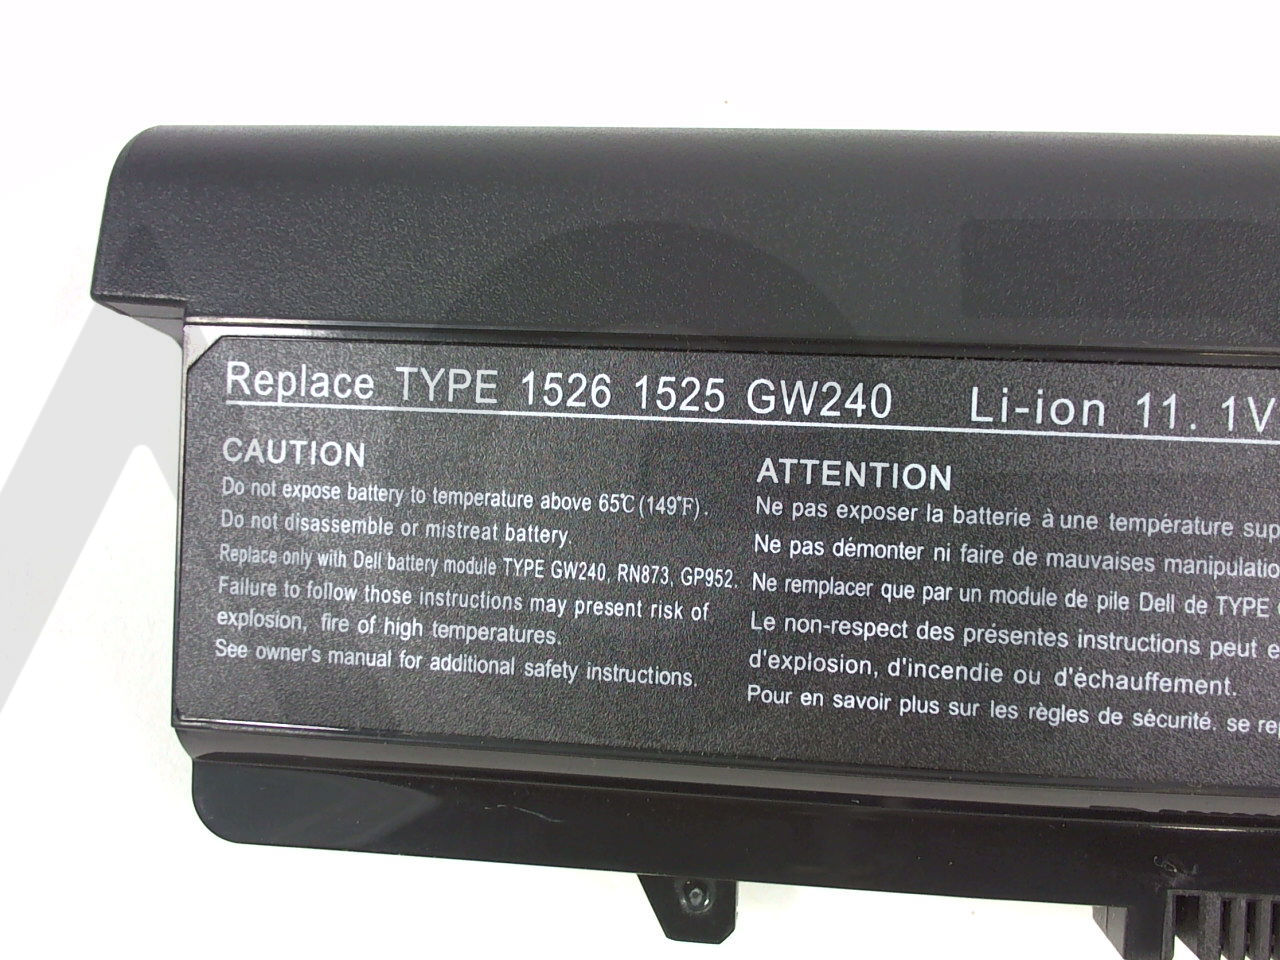 Replace TYPE 1526 1525 GW240 Li-ion 11. 1V
CAUTION
Do not expose battery to temperature above 65℃ (149°F).
Do not disassemble or mistreat battery.
Replace only with Dell battery module TYPE GW240, RN873, GP952.
Failure to follow those instructions may present risk of
explosion, fire of high temperatures.
See owner's manual for additional safety instructions.
ATTENTION
Ne pas exposer la batterie à une température sup
Ne pas démonter ni faire de mauvaises manipulatio
Ne remplacer que par un module de pile Dell de TYPE
Le non-respect des présentes instructions peut e
d'explosion, d'incendie ou d'échauffement.
Pour en savoir plus sur les règles de sécurité. se rep